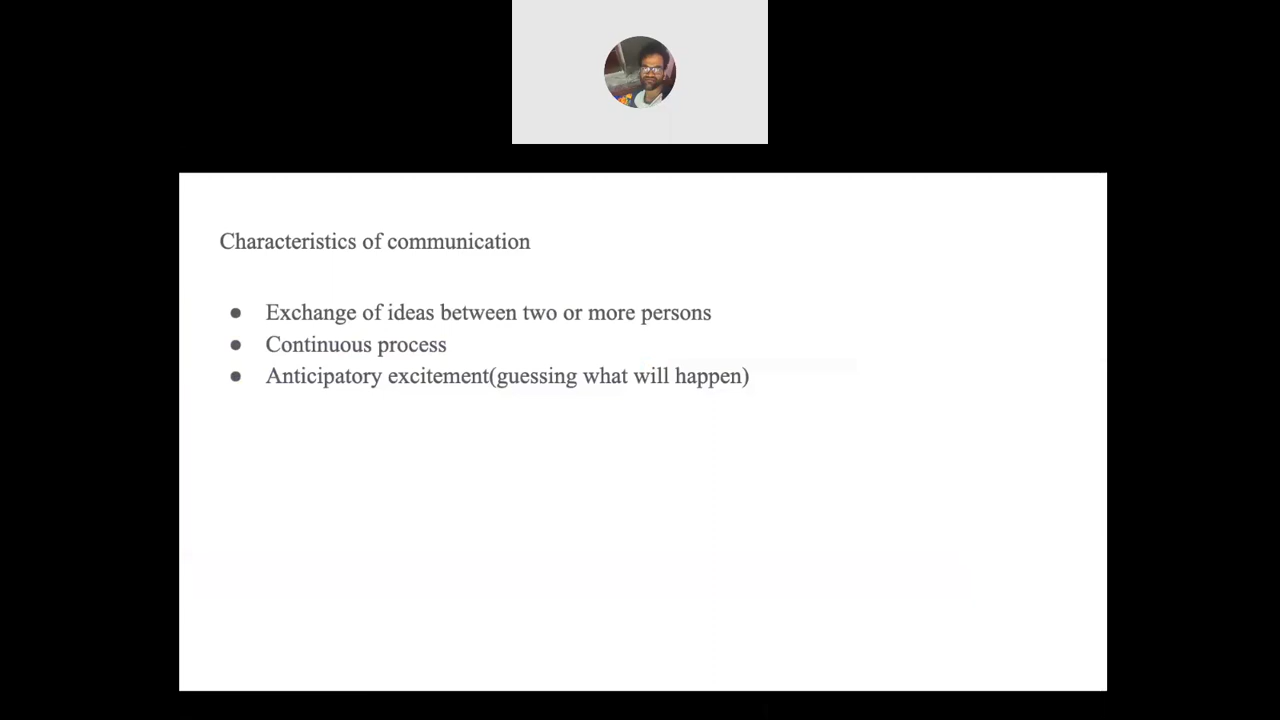 Characteristics of communication
● Exchange of ideas between two or more persons
● Continuous process
● Anticipatory excitement(guessing what will happen)